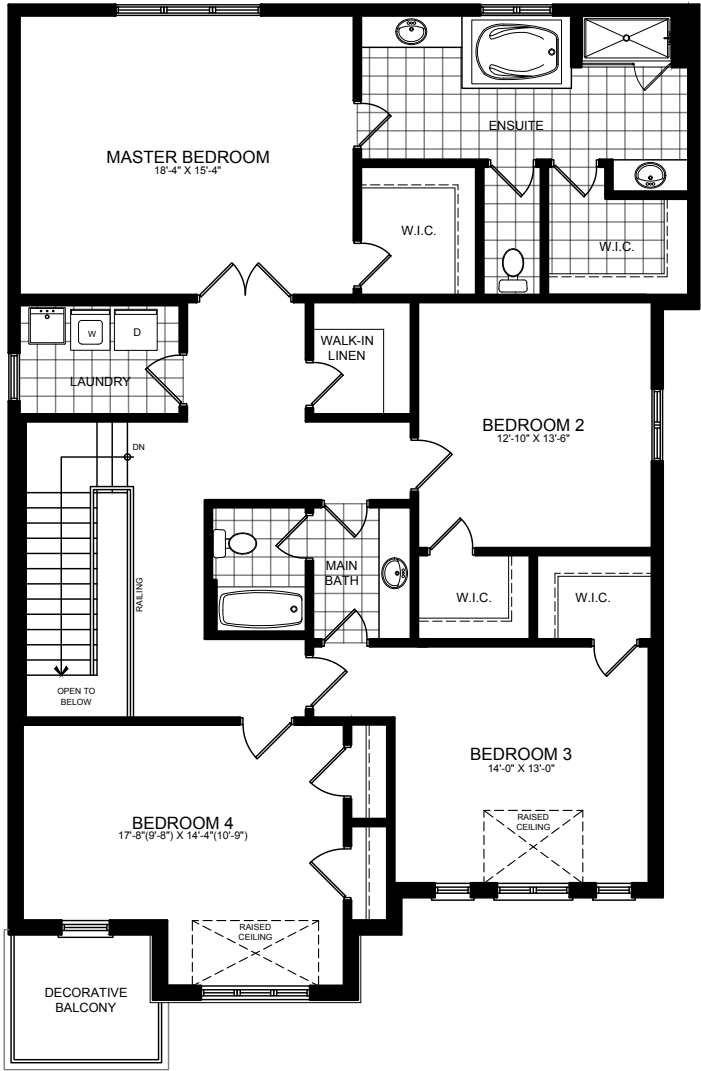 MASTER BEDROOM
18'-4" X 15'-4"
ENSUITE
W.I.C.
W.I.C.
W
D
LAUNDRY
WALK-IN
LINEN
BEDROOM 2
12'-10" X 13'-6"
DN
RAILING
MAIN
BATH
W.I.C.
W.I.C.
OPEN TO
BELOW
BEDROOM 3
14'-0" X 13'-0"
RAISED
CEILING
BEDROOM 4
17'-8"(9'-8") X 14'-4"(10'-9")
RAISED
CEILING
DECORATIVE
BALCONY